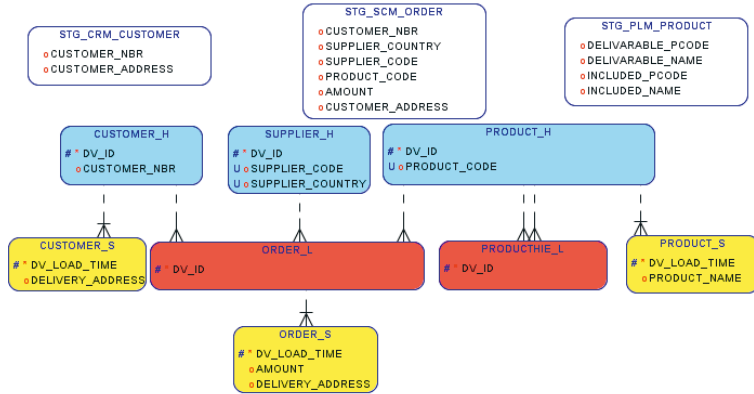 STG_CRM_CUSTOMER
o CUSTOMER_NBR
o CUSTOMER_ADDRESS
STG_SCM_ORDER
o CUSTOMER_NBR
o SUPPLIER_COUNTRY
o SUPPLIER_CODE
o PRODUCT_CODE
o AMOUNT
o CUSTOMER_ADDRESS
STG_PLM_PRODUCT
o DELIVARABLE_PCODE
o DELIVARABLE_NAME
o INCLUDED_PCODE
o INCLUDED_NAME
CUSTOMER_H
# * DV_ID
o CUSTOMER_NBR
SUPPLIER_H
# * DV_ID
U o SUPPLIER_CODE
U o SUPPLIER_COUNTRY
PRODUCT_H
# * DV_ID
U o PRODUCT_CODE
CUSTOMER_S
# * DV_LOAD_TIME
o DELIVERY_ADDRESS
ORDER_L
# * DV_ID
PRODUCTHIE_L
# * DV_ID
PRODUCT_S
# * DV_LOAD_TIME
o PRODUCT_NAME
ORDER_S
# * DV_LOAD_TIME
o AMOUNT
o DELIVERY_ADDRESS